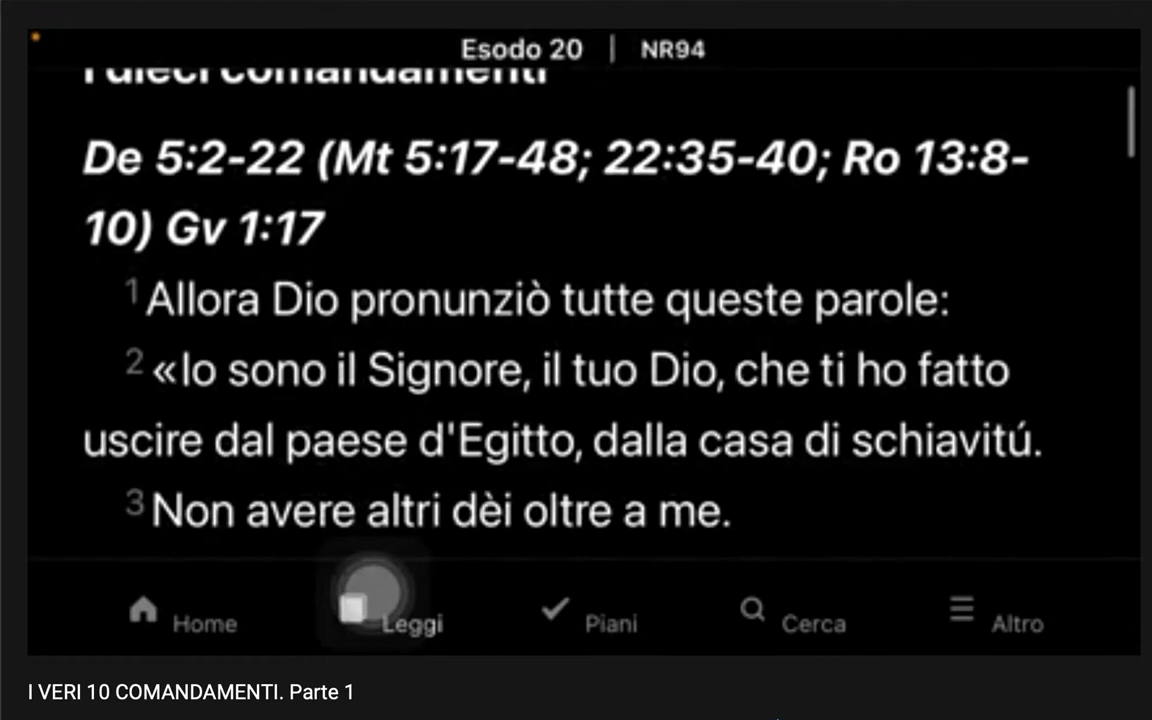 Esodo 20 | NR94
I dieci comandamenti
De 5:2-22 (Mt 5:17-48; 22:35-40; Ro 13:8-
10) Gv 1:17
1 Allora Dio pronunziò tutte queste parole:
2 «Io sono il Signore, il tuo Dio, che ti ho fatto
uscire dal paese d'Egitto, dalla casa di schiavitú.
3 Non avere altri dèi oltre a me.
Home Leggi Piani Cerca Altro
I VERI 10 COMANDAMENTI. Parte 1